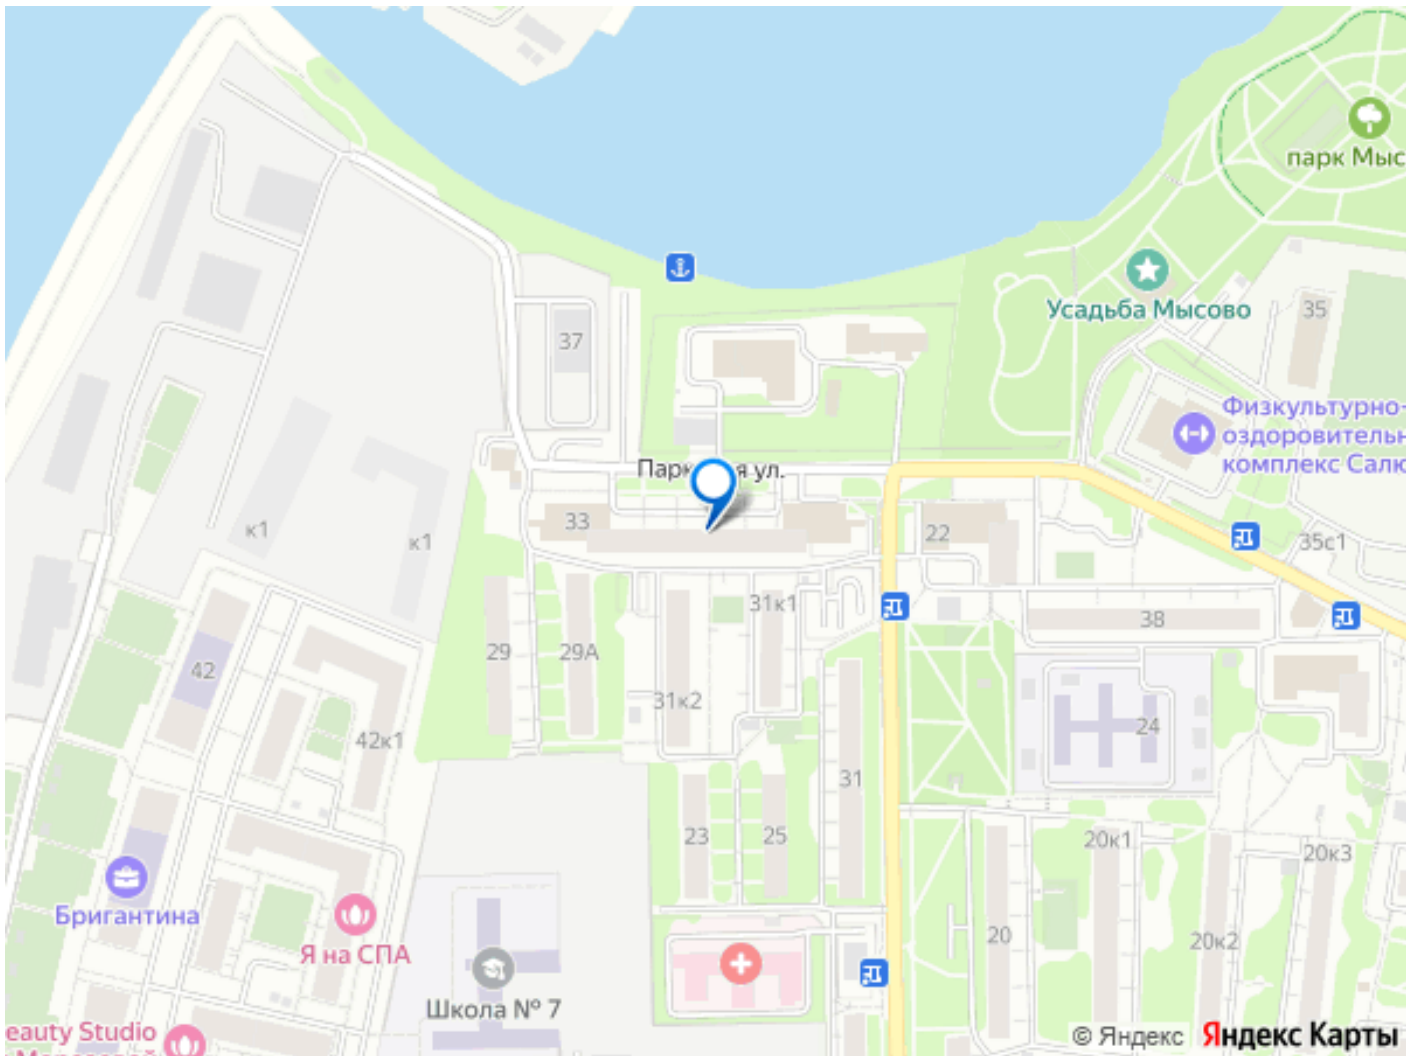 парк Мыс
Усадьба Мысово
35
37
Физкультурно-
оздоровительн
комплекс Салю
ул.
33
22
к1
к1
35с1
31к1
38
29
29А
42
31к2
24
42к1
31
23
25
20к1
20к3
Бригантина
Я на СПА
20
20к2
Школа № 7
eauty Studio
© Яндекс
Яндекс Карты